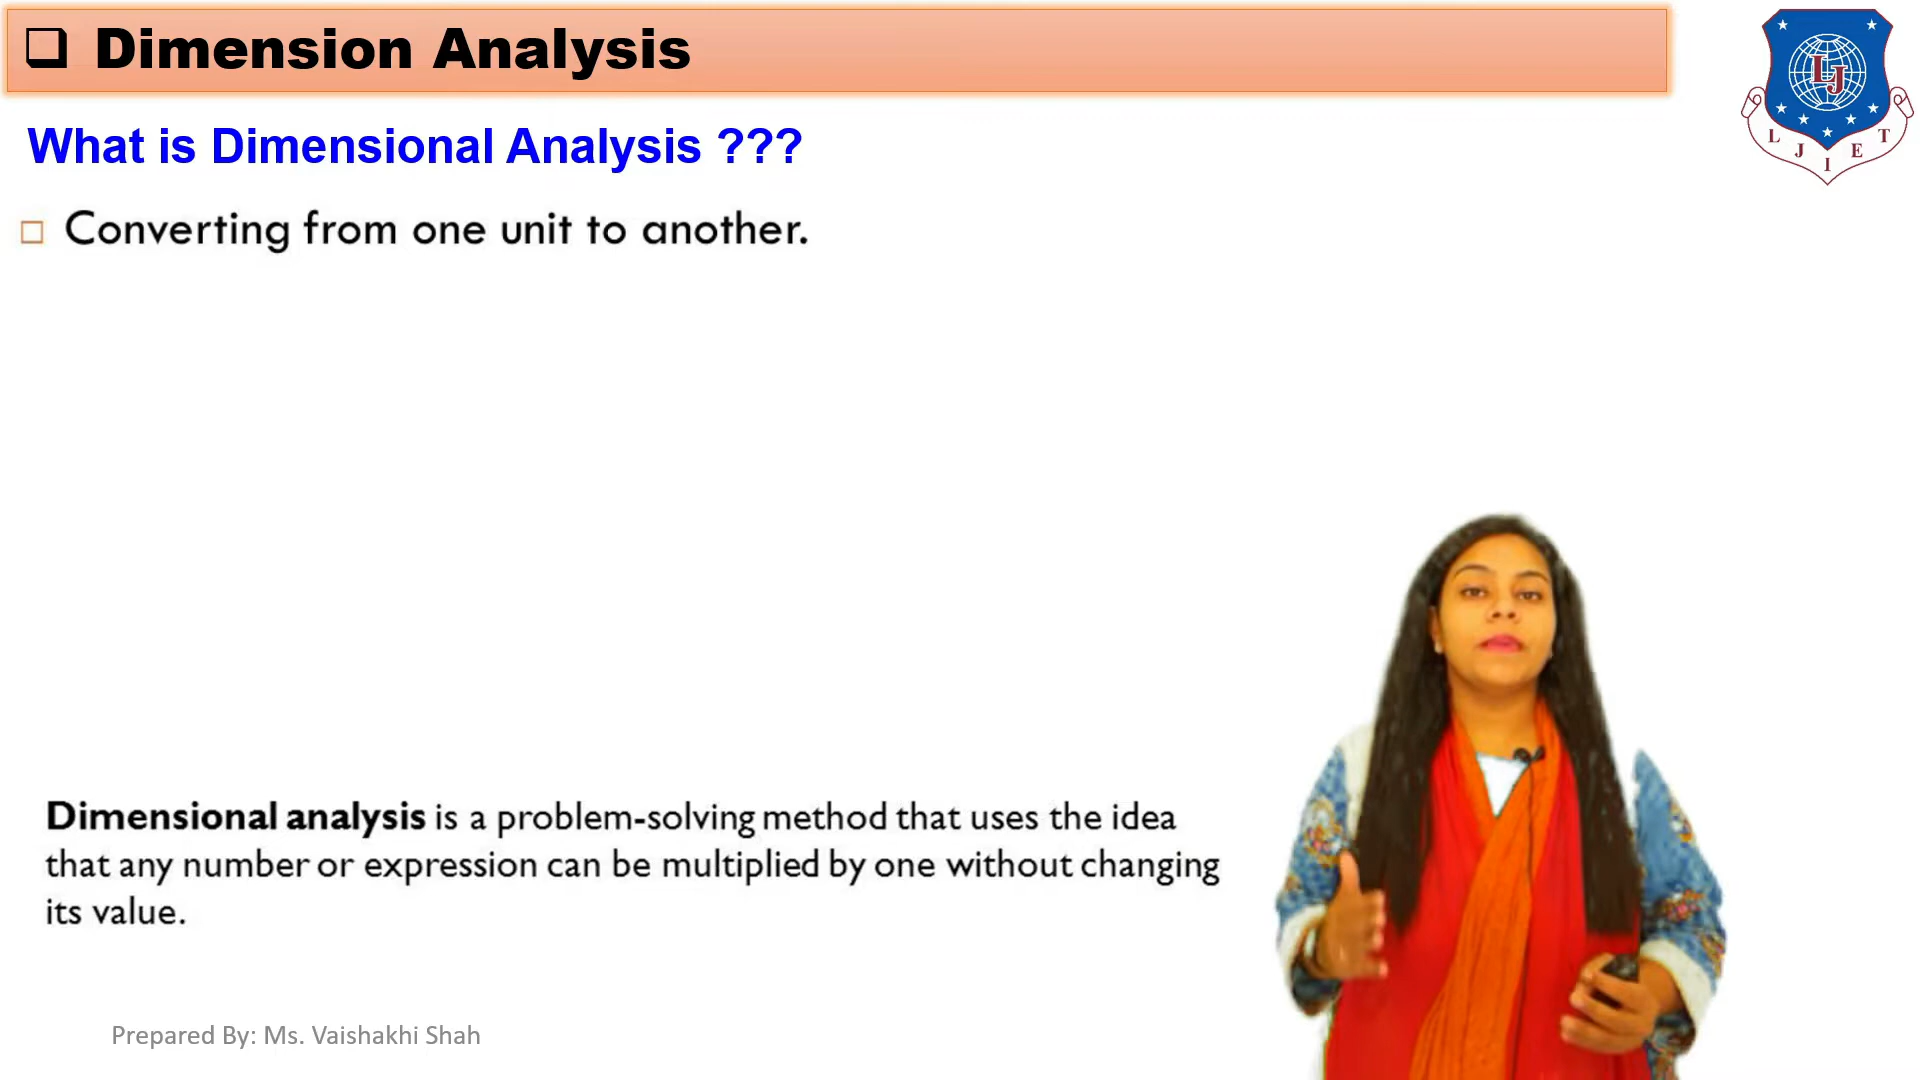 Dimension Analysis
What is Dimensional Analysis ???
Converting from one unit to another.
Dimensional analysis is a problem-solving method that uses the idea
that any number or expression can be multiplied by one without changing
its value.
Prepared By: Ms. Vaishakhi Shah
LJ
L J I E T